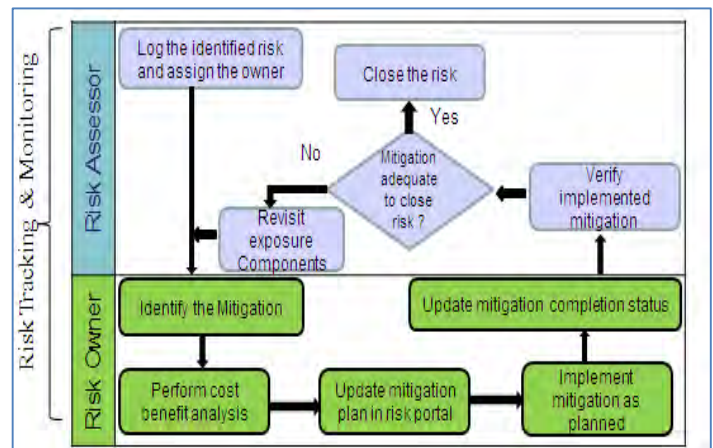 Risk Tracking & Monitoring
Risk Assessor
Log the identified risk
and assign the owner
Close the risk
Yes
No
Mitigation
adequate
to close
risk ?
Verify
implemented
mitigation
Revisit
exposure
Components
Risk Owner
Identify the Mitigation
Update mitigation completion status
Perform cost
benefit analysis
Update mitigation
plan in risk portal
Implement
mitigation as
planned